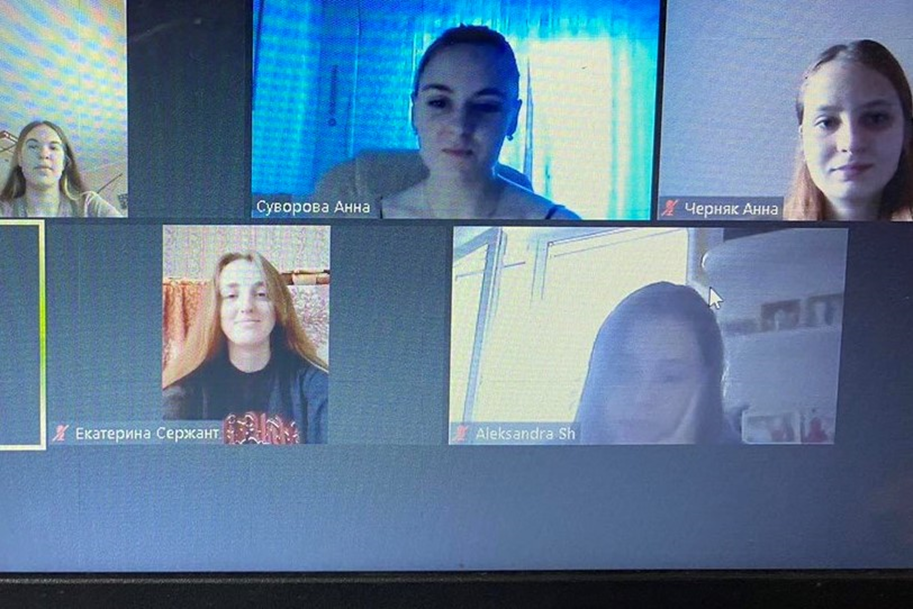 Суворова Анна
Черняк Анна
Екатерина Сержант
Aleksandra Sh